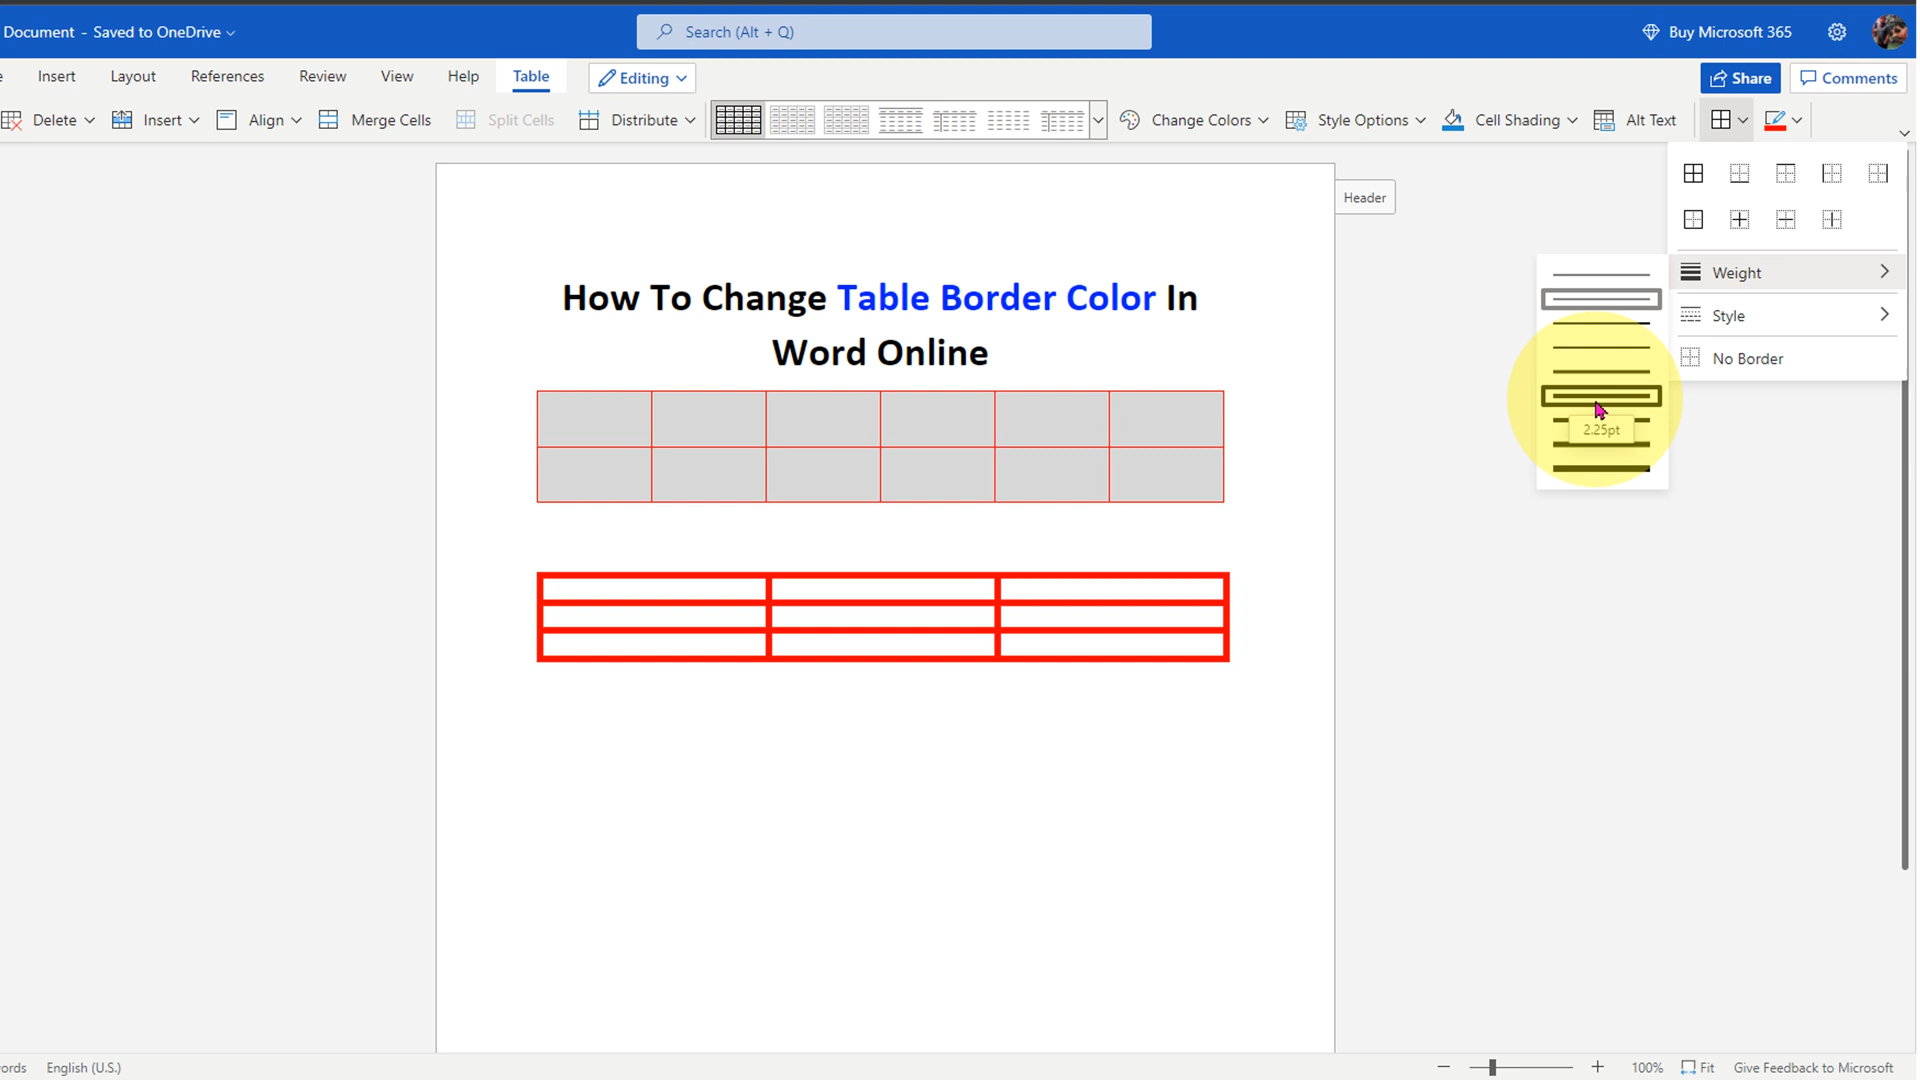 Document - Saved to OneDrive
Search (Alt + Q)
Buy Microsoft 365
Insert
Layout
References
Review
View
Help
Table
Editing
Share
Comments
Delete
Insert
Align
Merge Cells
Split Cells
Distribute
Change Colors
Style Options
Cell Shading
Alt Text
Header
How To Change Table Border Color In
Word Online
Weight
Style
No Border
2.25pt
English (U.S.)
100%
Fit
Give Feedback to Microsoft